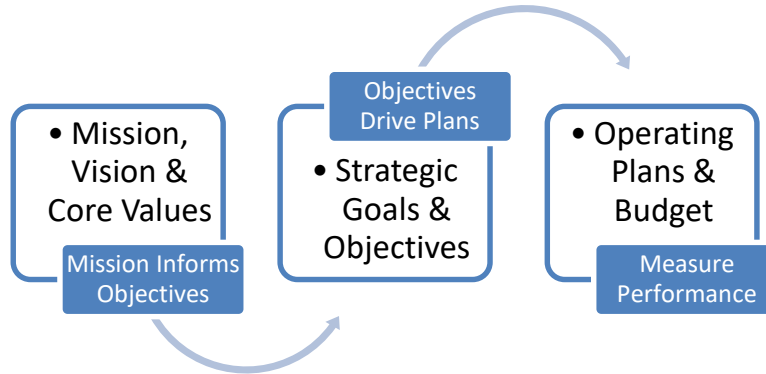 • Mission,
Vision &
Core Values
Mission Informs
Objectives
Objectives
Drive Plans
• Strategic
Goals &
Objectives
• Operating
Plans &
Budget
Measure
Performance